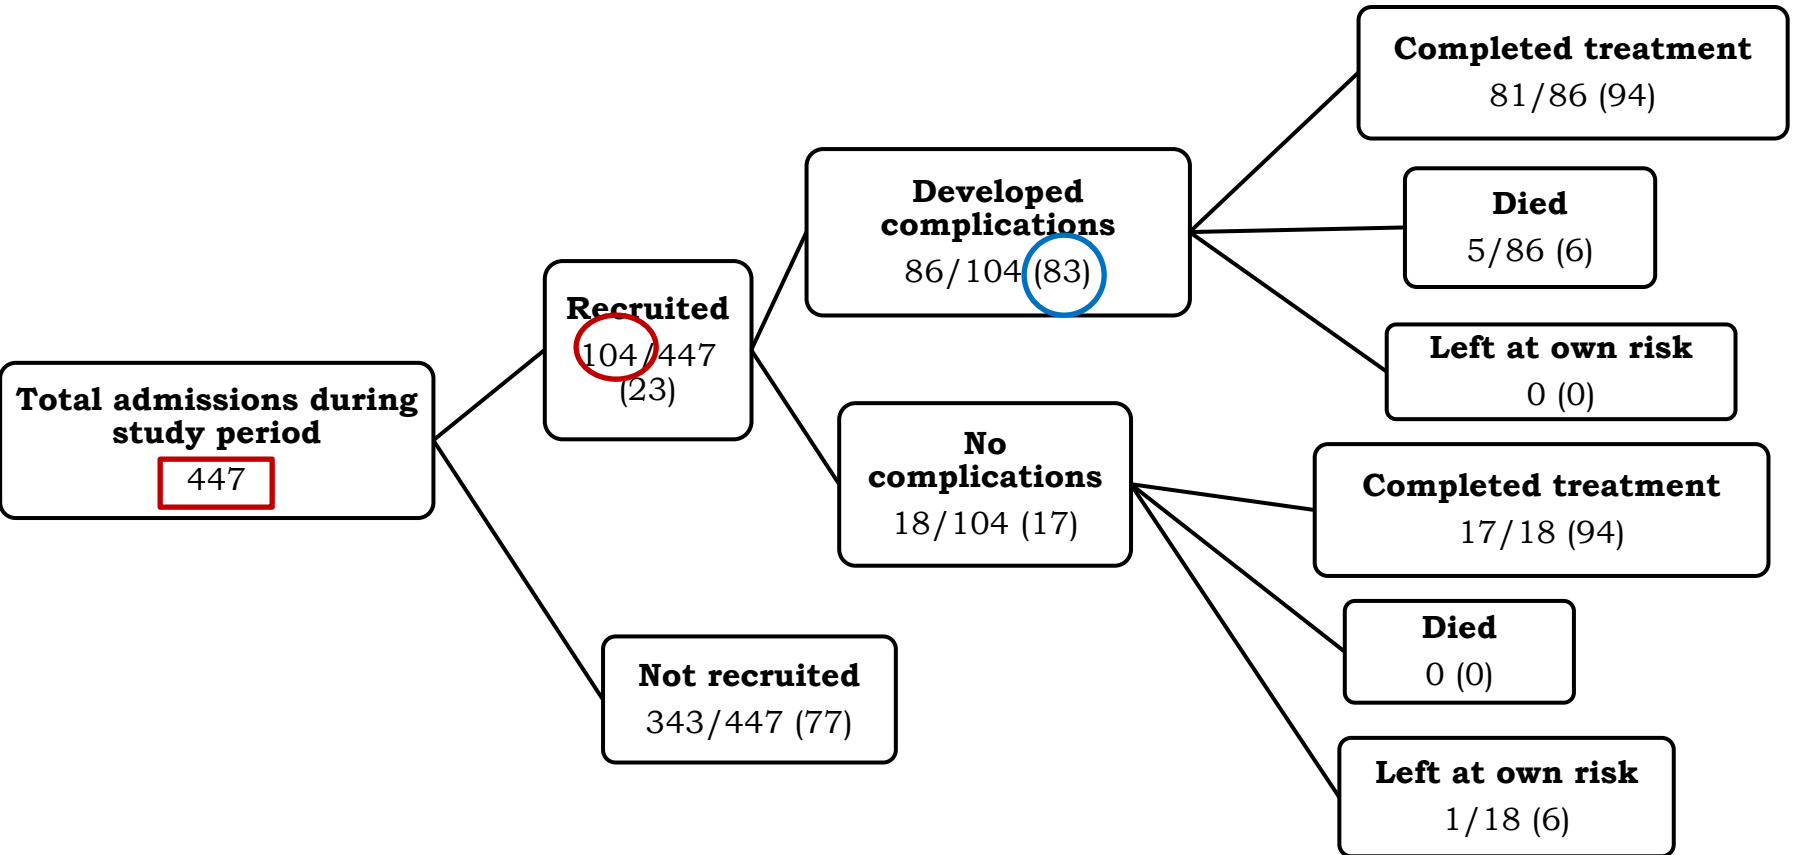 Total admissions during
study period
447
Recruited
104/447
(23)
Not recruited
343/447 (77)
Developed
complications
86/104 (83)
No
complications
18/104 (17)
Completed treatment
81/86 (94)
Died
5/86 (6)
Left at own risk
0 (0)
Completed treatment
17/18 (94)
Died
0 (0)
Left at own risk
1/18 (6)